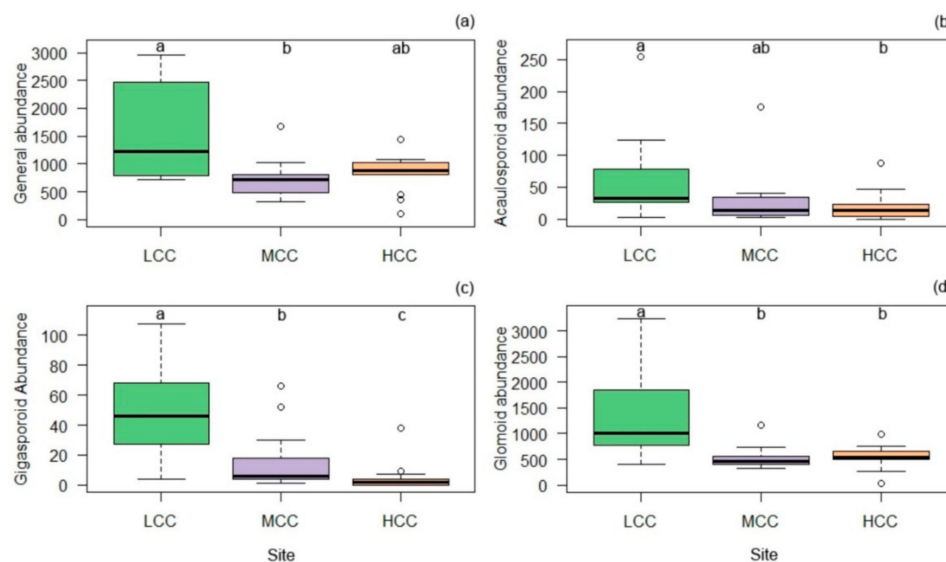 (a)
a b ab
General abundance
3000
2500
2000
1500
1000
500
0
LCC MCC HCC
(b
a ab b
Acaulosporoid abundance
250
200
150
100
50
0
LCC MCC HCC
(c)
a b c
Gigasporoid Abundance
100
80
60
40
20
0
LCC MCC HCC
Site
(d
a b b
Glomoid abundance
3000
2500
2000
1500
1000
500
0
LCC MCC HCC
Site